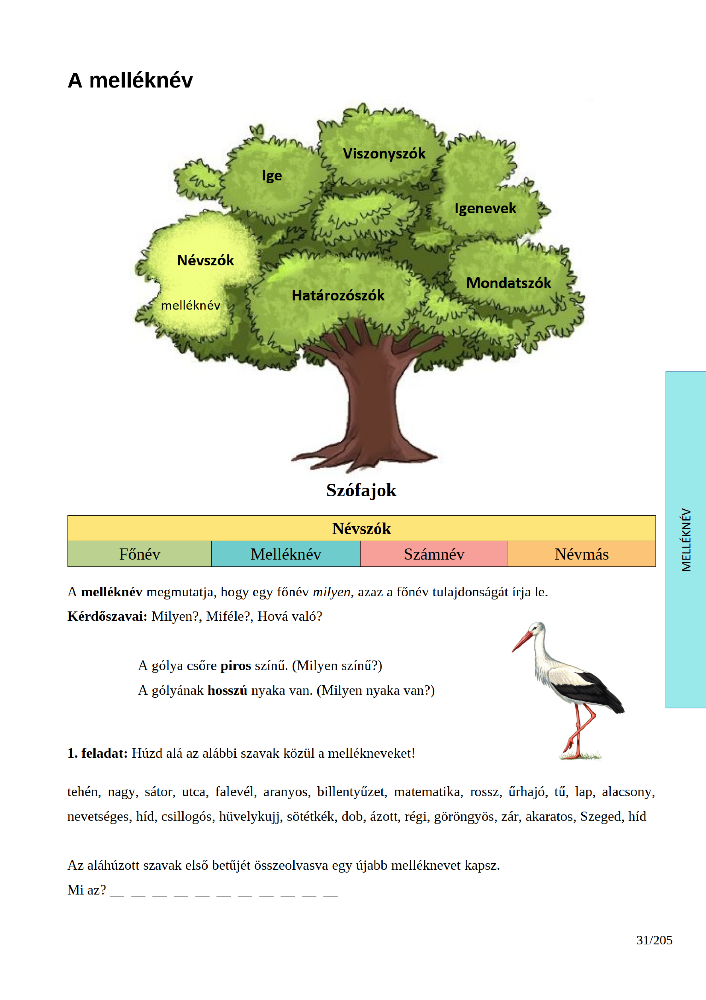 A melléknév
Viszonyszók
Ige
Igenevek
Névszók
Mondatszók
Határozószók
melléknév
Szófajok
Névszók
Főnév Melléknév Számnév Névmás
MELLÉKNÉV
A melléknév megmutatja, hogy egy főnév milyen, azaz a főnév tulajdonságát írja le.
Kérdőszavai: Milyen?, Miféle?, Hová való?
A gólya csőre piros színű. (Milyen színű?)
A gólyának hosszú nyaka van. (Milyen nyaka van?)
1. feladat: Húzd alá az alábbi szavak közül a mellékneveket!
tehén, nagy, sátor, utca, falevél, aranyos, billentyűzet, matematika, rossz, űrhajó, tű, lap, alacsony,
nevetséges, híd, csillogós, hüvelykujj, sötétkék, dob, ázott, régi, göröngyös, zár, akaratos, Szeged, híd
Az aláhúzott szavak első betűjét összeolvasva egy újabb melléknevet kapsz.
Mi az? __ __ __ __ __ __ __ __ __ __ __
31/205